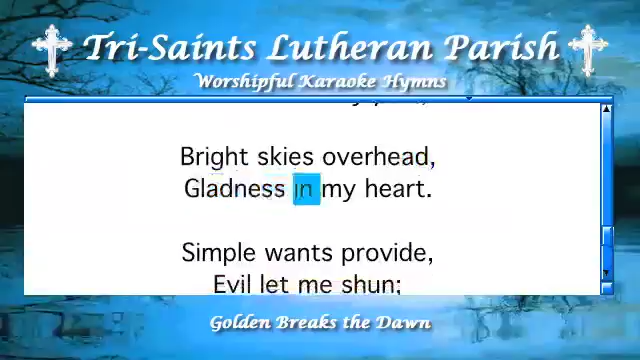 Tri-Saints Lutheran Parish
Worshipful Karaoke Hymns
Bright skies overhead,
Gladness in my heart.
Simple wants provide,
Evil let me shun;
Golden Breaks the Dawn